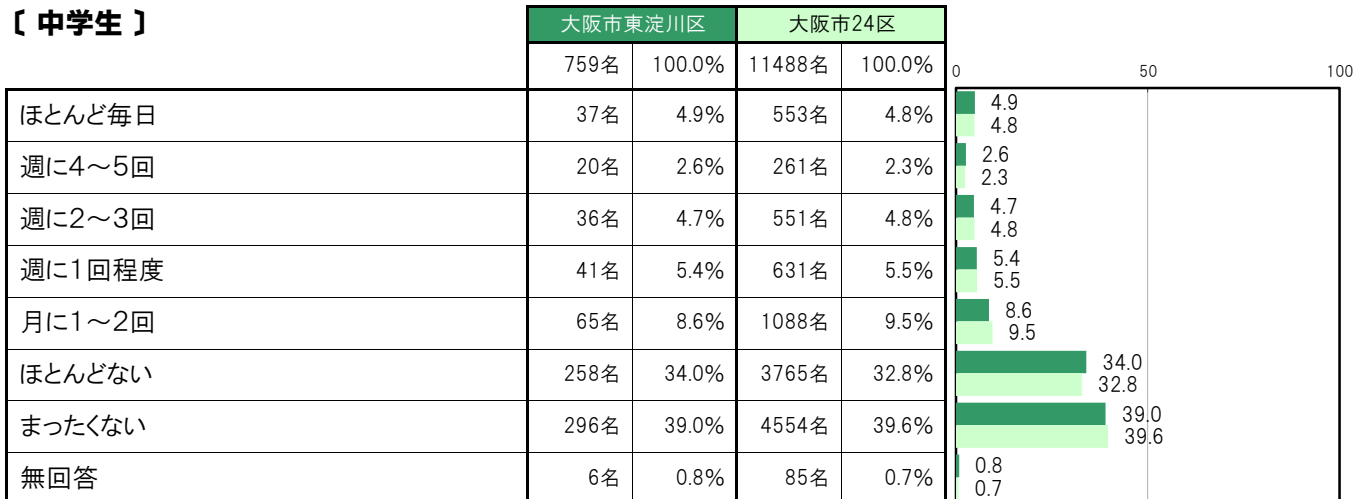 〔 中学生 〕
大阪市東淀川区 大阪市24区
759名 100.0% 11488名 100.0%
0 50 100
ほとんど毎日 37名 4.9% 553名 4.8% 4.9
4.8
週に4～5回 20名 2.6% 261名 2.3% 2.6
2.3
週に2～3回 36名 4.7% 551名 4.8% 4.7
4.8
週に1回程度 41名 5.4% 631名 5.5% 5.4
5.5
月に1～2回 65名 8.6% 1088名 9.5% 8.6
9.5
ほとんどない 258名 34.0% 3765名 32.8% 34.0
32.8
まったくない 296名 39.0% 4554名 39.6% 39.0
39.6
無回答 6名 0.8% 85名 0.7% 0.8
0.7